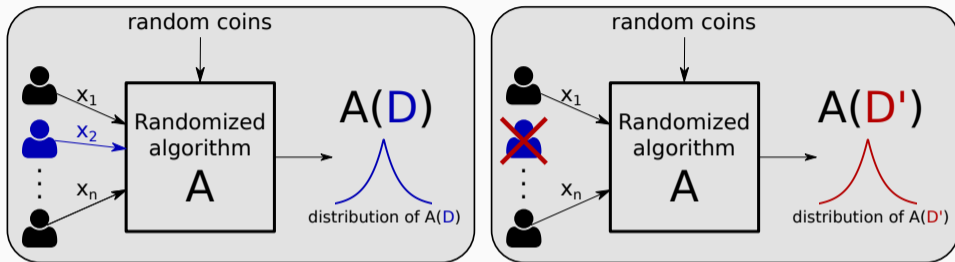 random coins
x1
x2
xn
Randomized
algorithm
A
A(D)
distribution of A(D)
random coins
x1
xn
Randomized
algorithm
A
A(D')
distribution of A(D')